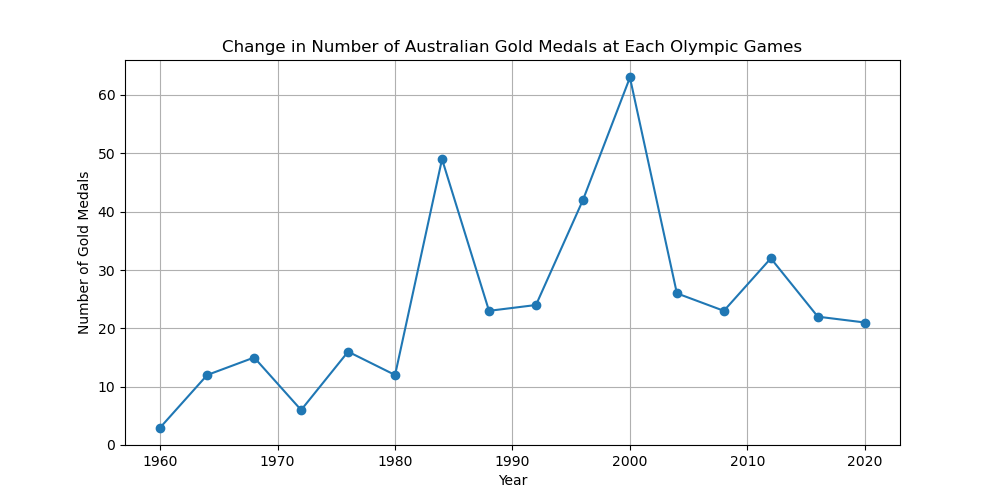 Change in Number of Australian Gold Medals at Each Olympic Games
Number of Gold Medals
60
50
40
30
20
10
0
1960 1970 1980 1990 2000 2010 2020
Year